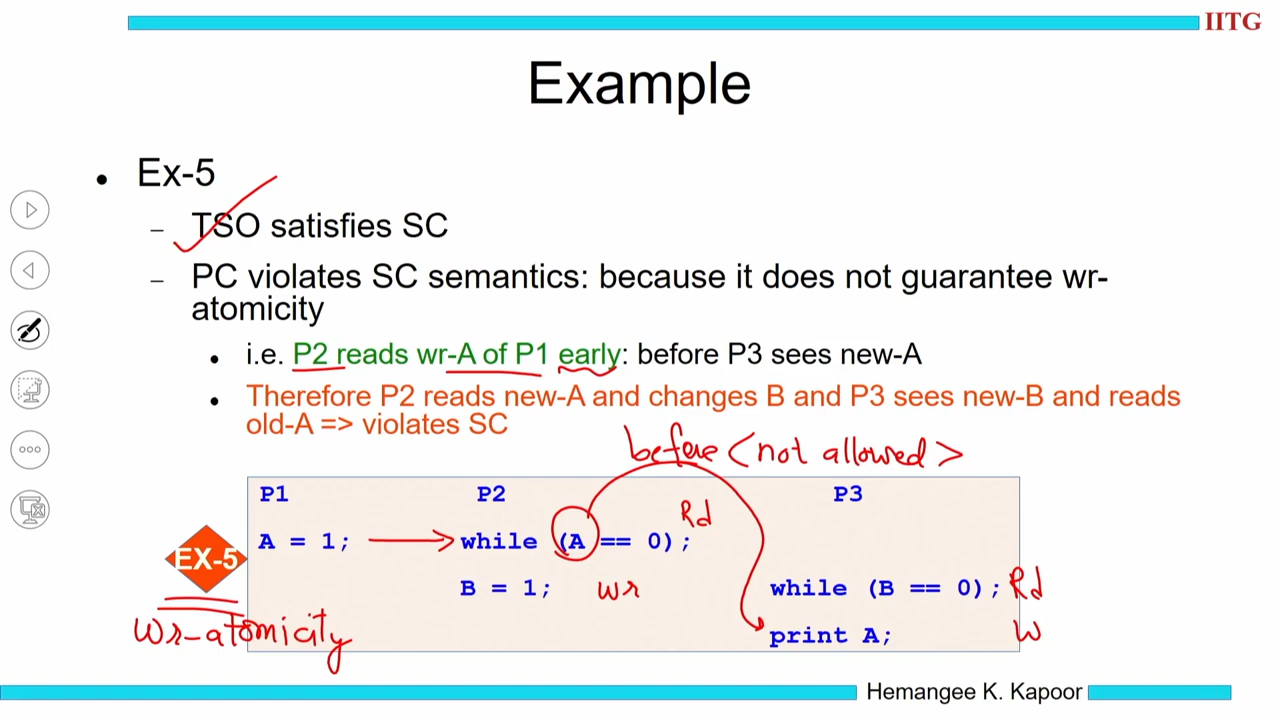 IITG
Example
• Ex-5
– TSO satisfies SC
– PC violates SC semantics: because it does not guarantee wr-
atomicity
• i.e. P2 reads wr-A of P1 early: before P3 sees new-A
• Therefore P2 reads new-A and changes B and P3 sees new-B and reads
old-A => violates SC
before <not allowed>
P1 P2 P3
Rd
A = 1; while (A == 0);
EX-5
B = 1; wr while (B == 0); Rd
Wr-atomicity
print A; W
Hemangee K. Kapoor